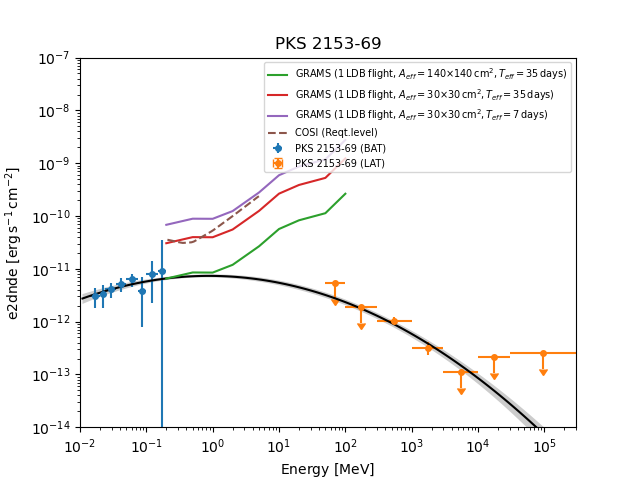 PKS 2153-69
GRAMS (1 LDB flight, A_eff = 140×140 cm², T_eff = 35 days)
GRAMS (1 LDB flight, A_eff = 30×30 cm², T_eff = 35 days)
GRAMS (1 LDB flight, A_eff = 30×30 cm², T_eff = 7 days)
COSI (Reqt.level)
PKS 2153-69 (BAT)
PKS 2153-69 (LAT)
10⁻⁷
10⁻⁸
10⁻⁹
10⁻¹⁰
10⁻¹¹
10⁻¹²
10⁻¹³
10⁻¹⁴
e2dnde [erg s⁻¹ cm⁻²]
10⁻² 10⁻¹ 10⁰ 10¹ 10² 10³ 10⁴ 10⁵
Energy [MeV]